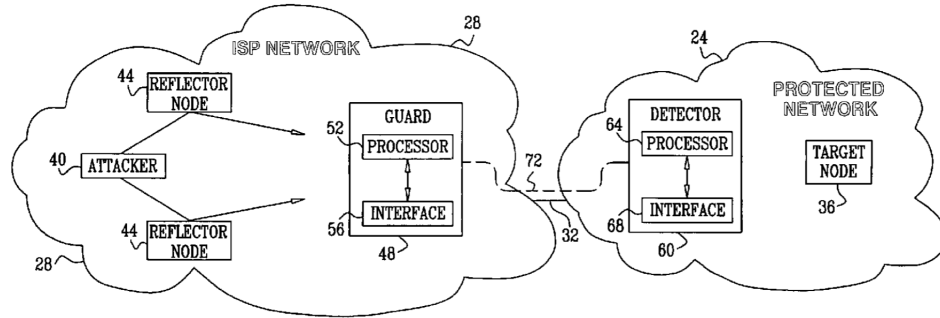 ISP NETWORK
28
44
REFLECTOR
NODE
40
ATTACKER
44
REFLECTOR
NODE
28
GUARD
52
PROCESSOR
56
INTERFACE
48
72
32
24
PROTECTED
NETWORK
DETECTOR
64
PROCESSOR
68
INTERFACE
60
TARGET
NODE
36